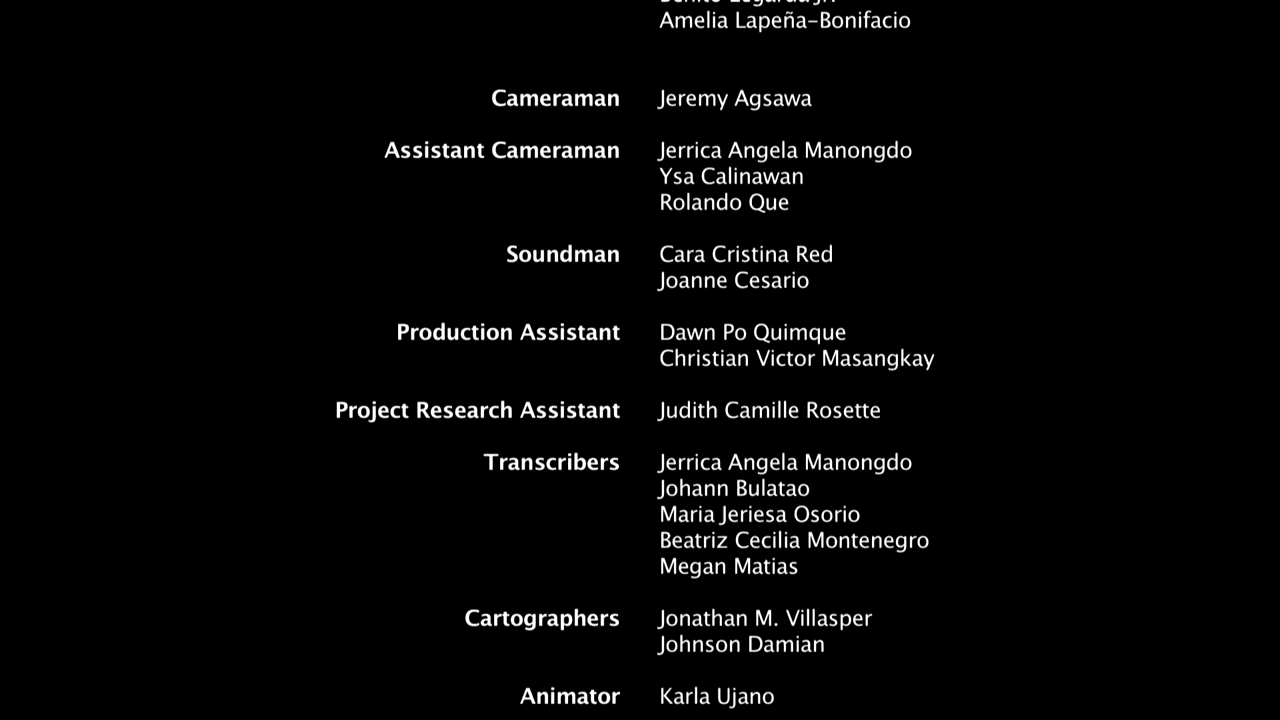 Amelia Lapeña-Bonifacio
Cameraman Jeremy Agsawa
Assistant Cameraman Jerrica Angela Manongdo
Ysa Calinawan
Rolando Que
Soundman Cara Cristina Red
Joanne Cesario
Production Assistant Dawn Po Quimque
Christian Victor Masangkay
Project Research Assistant Judith Camille Rosette
Transcribers Jerrica Angela Manongdo
Johann Bulatao
Maria Jeriesa Osorio
Beatriz Cecilia Montenegro
Megan Matias
Cartographers Jonathan M. Villasper
Johnson Damian
Animator Karla Ujano